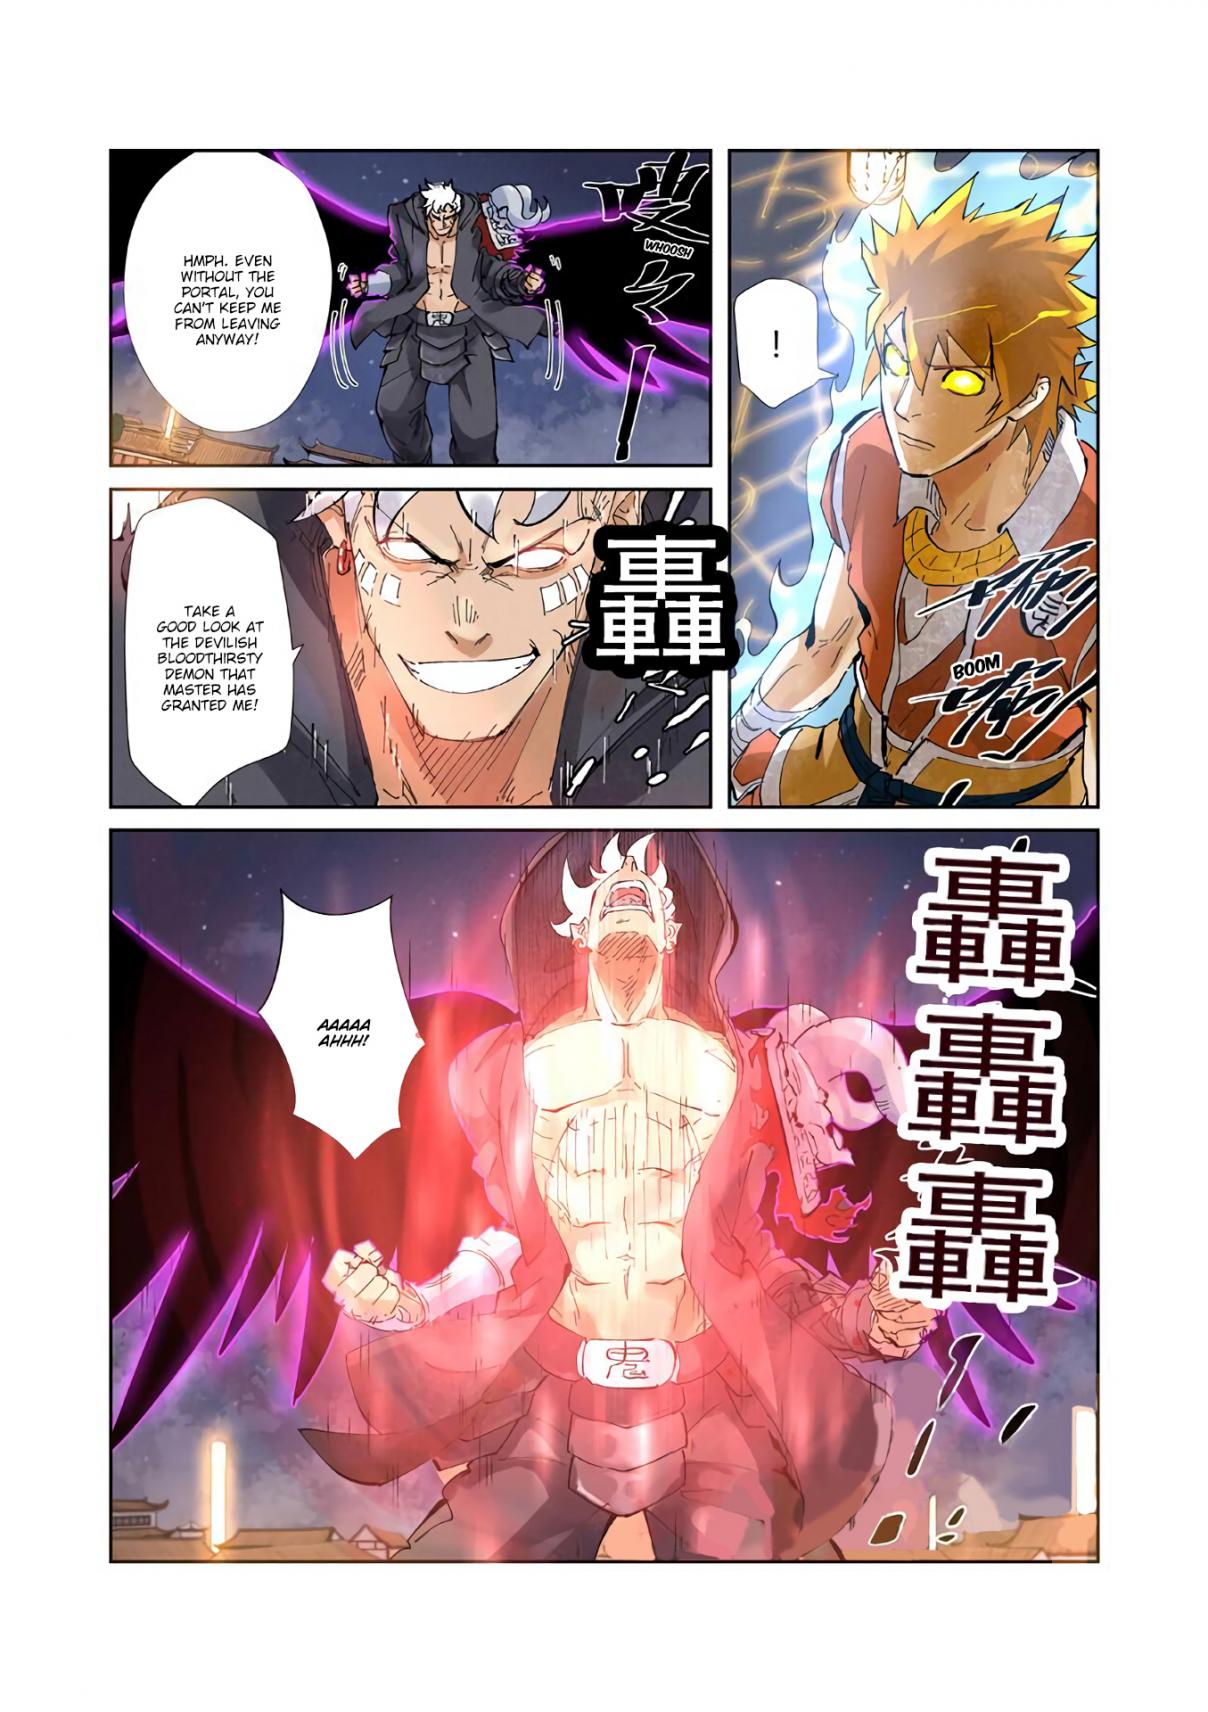 HMPH. EVEN
WITHOUT THE
PORTAL, YOU
CAN'T KEEP ME
FROM LEAVING
ANYWAY!
WHOOSH
!
BOOM
TAKE A
GOOD LOOK AT
THE DEVILISH
BLOODTHIRSTY
DEMON THAT
MASTER HAS
GRANTED ME!
轟
AAAAA
AHHH!
轟
轟
轟
鬼